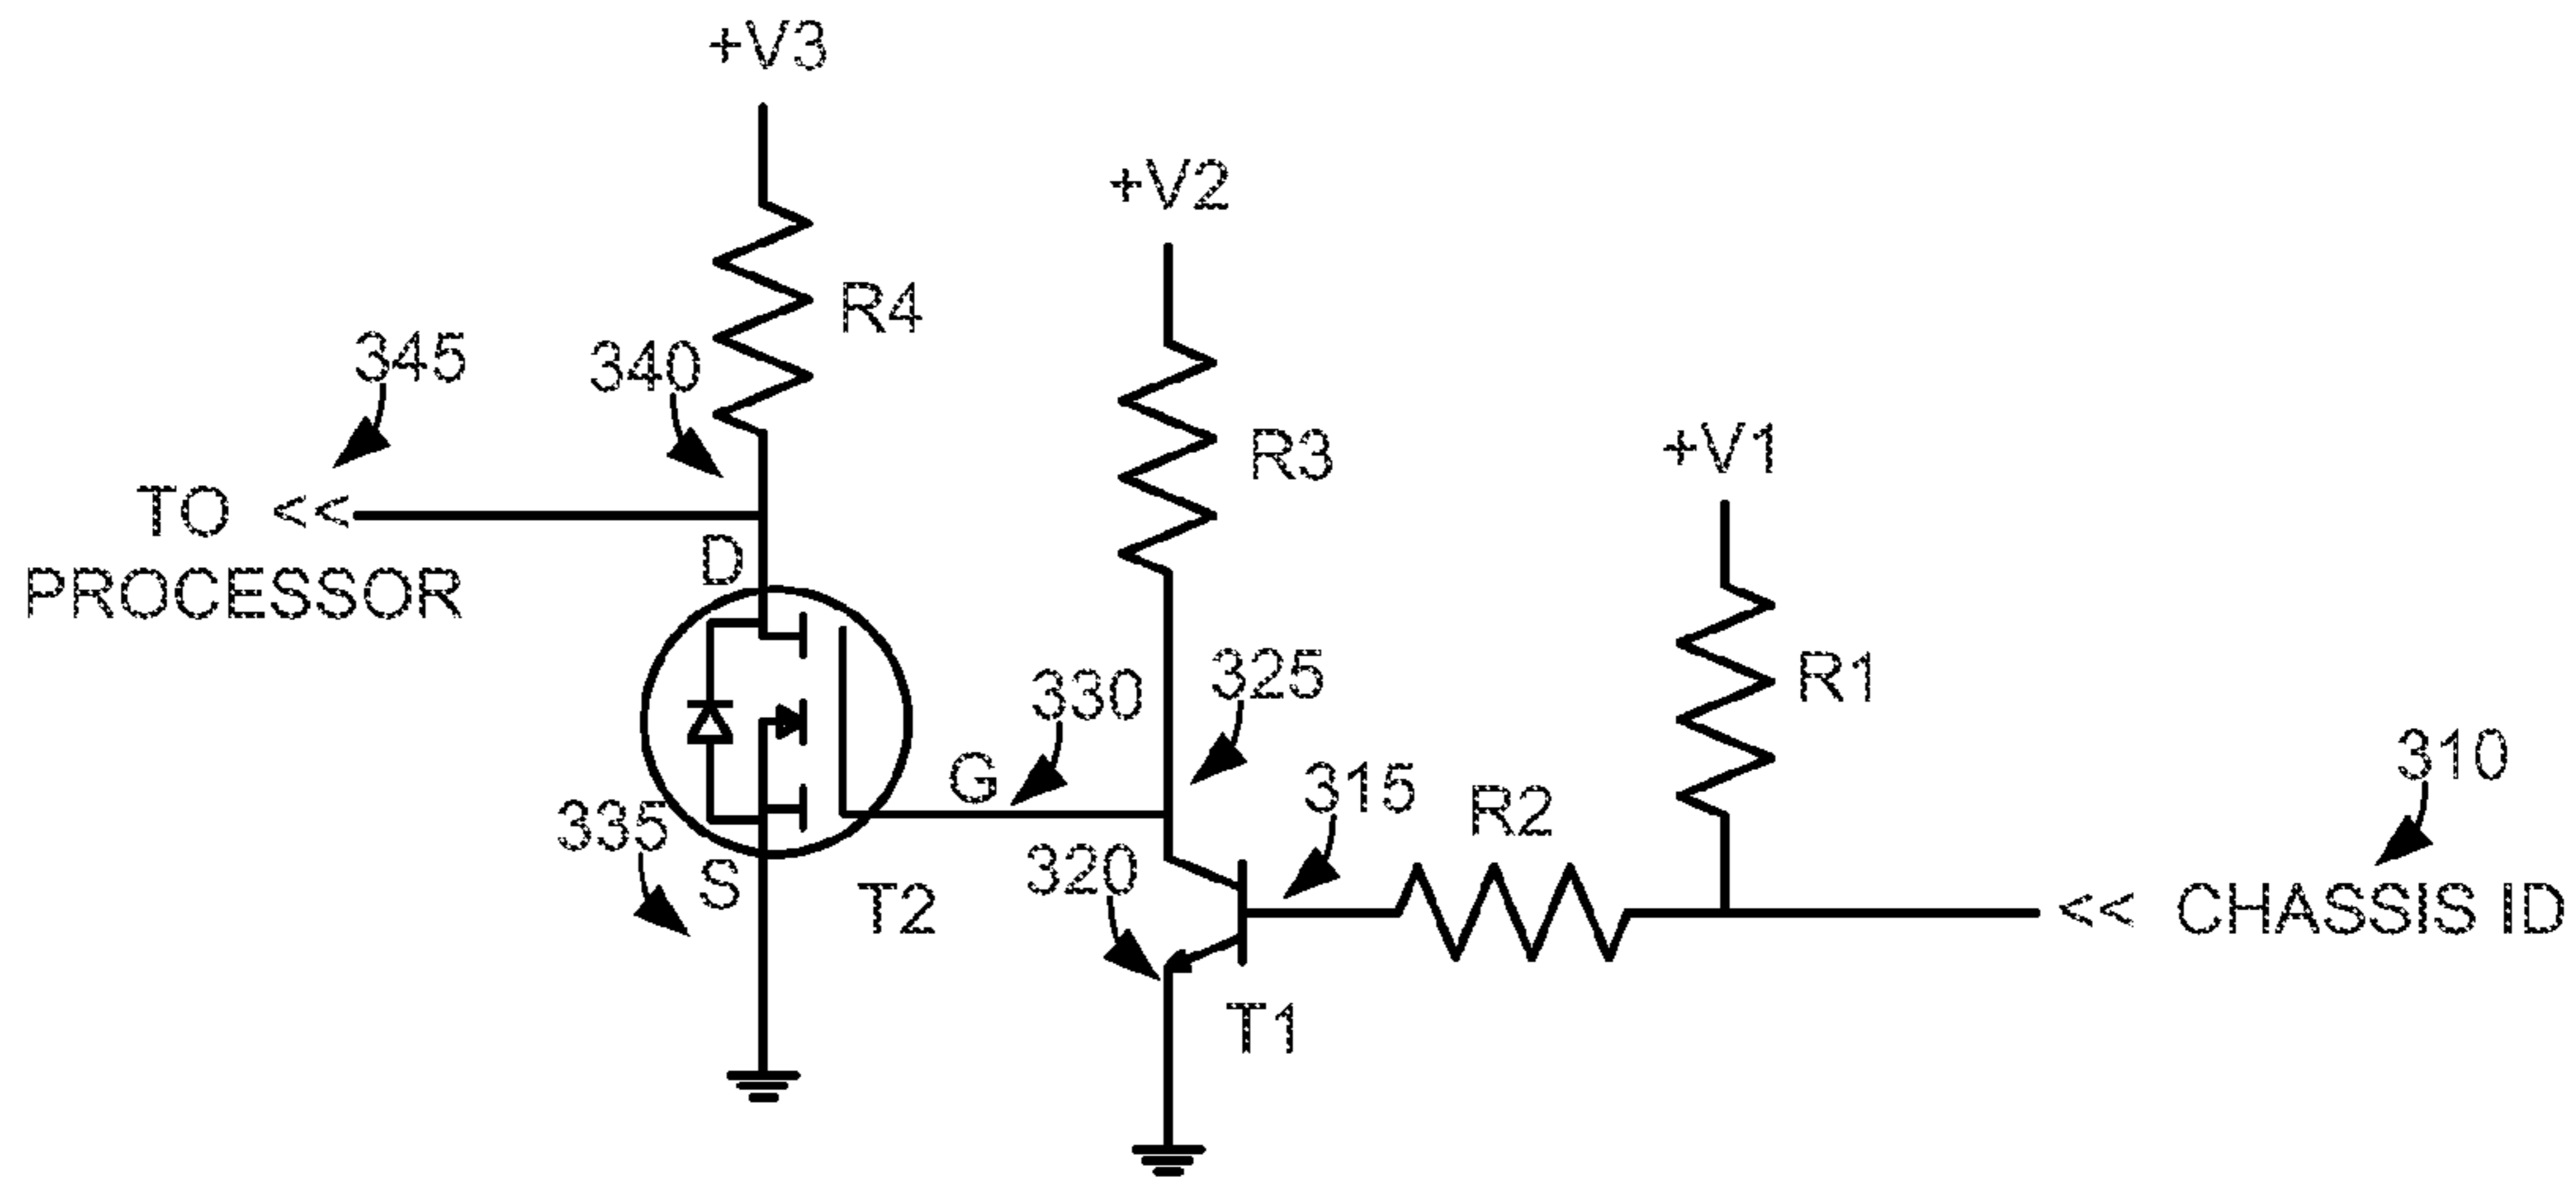 +V3
+V2
R4
345
340
+V1
R3
TO <<
D
PROCESSOR
325
R1
330
310
G
315
R2
335
320
S
T2
<< CHASSIS ID
T1